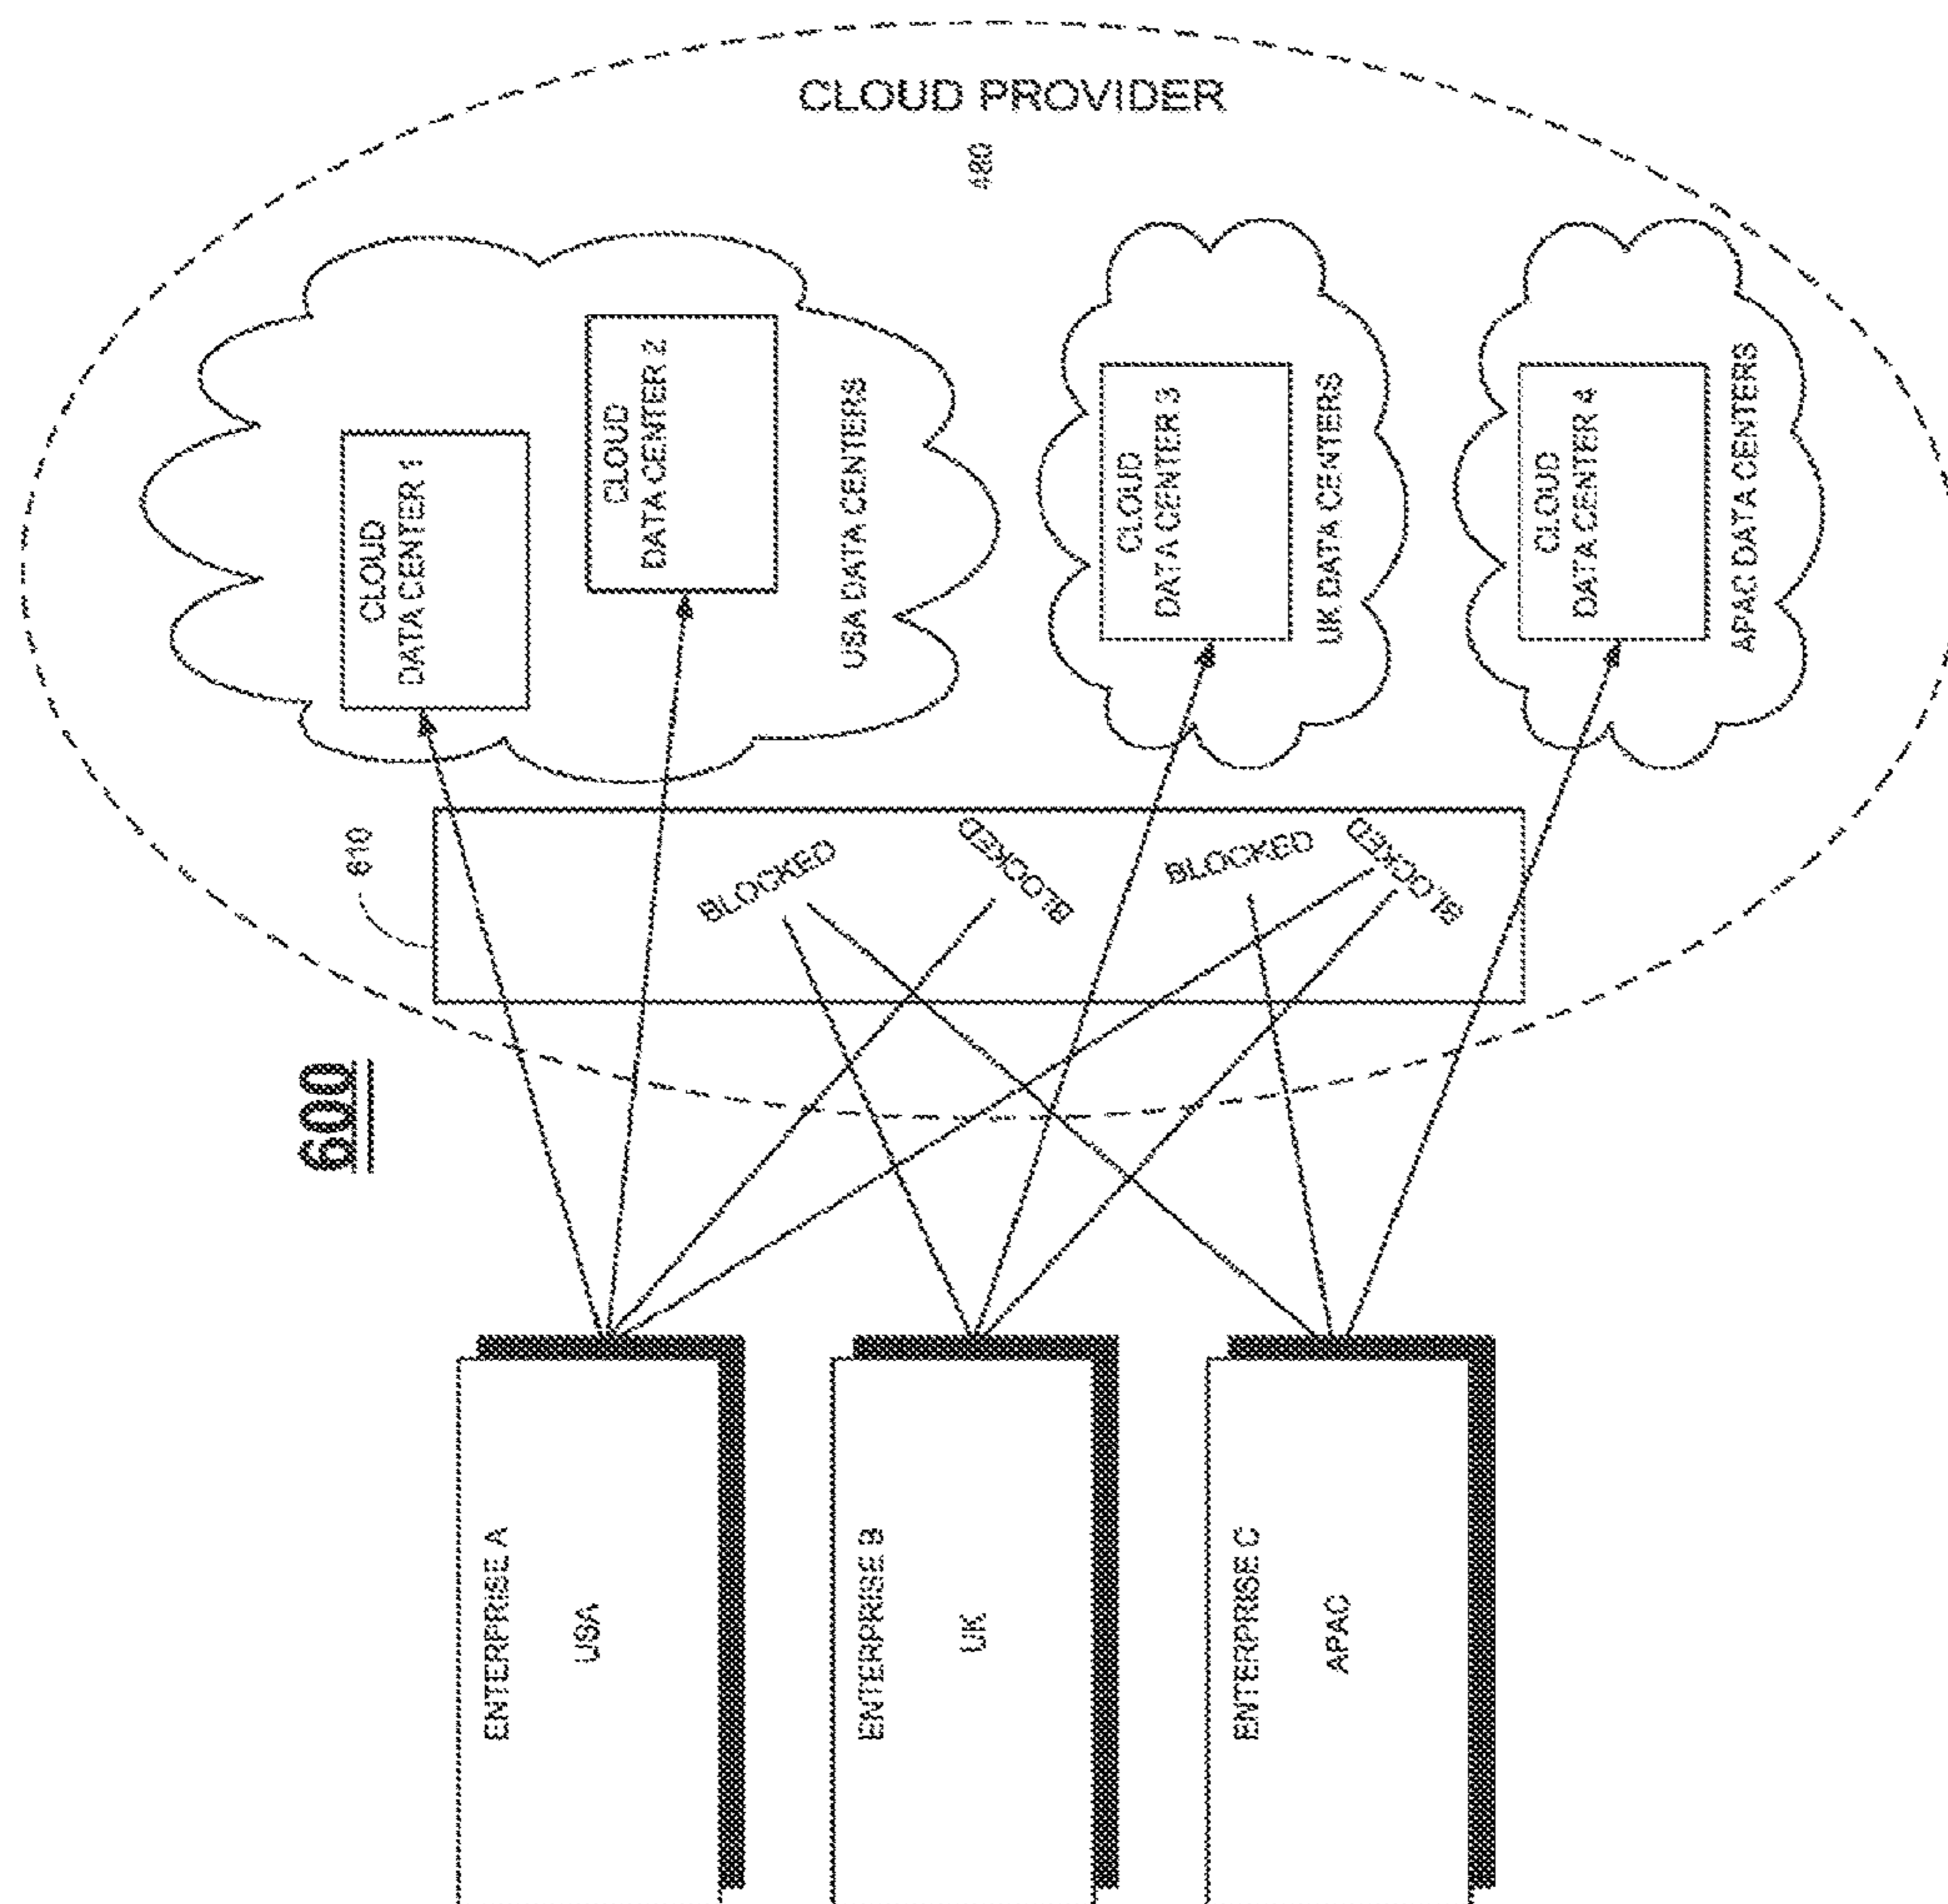 CLOUD PROVIDER
480
CLOUD
DATA CENTER 1
CLOUD
DATA CENTER 2
USA DATA CENTERS
CLOUD
DATA CENTER 3
UK DATA CENTERS
CLOUD
DATA CENTER 4
APAC DATA CENTERS
610
BLOCKED
BLOCKED
BLOCKED
BLOCKED
600
ENTERPRISE A
USA
ENTERPRISE B
UK
ENTERPRISE C
APAC